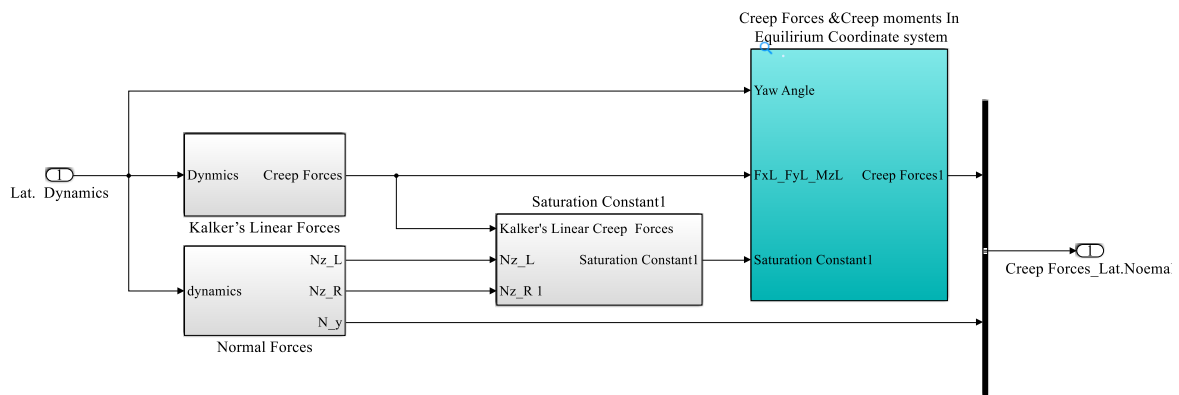 Creep Forces &Creep moments In
Equilirium Coordinate system
Yaw Angle
1
Lat.  Dynamics
Dynmics
Creep Forces
Kalker’s Linear Forces
FxL_FyL_MzL
Creep Forces1
Saturation Constant1
Kalker's Linear Creep  Forces
Nz_L
Nz_L
Saturation Constant1
Saturation Constant1
dynamics
Nz_R
Nz_R 1
N_y
Normal Forces
1
Creep Forces_Lat.Noema